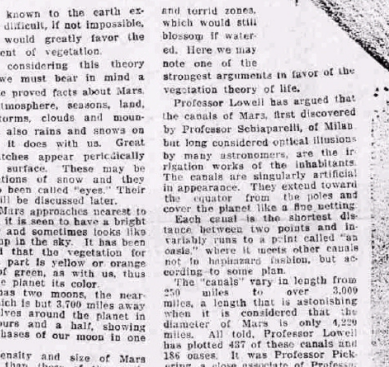 known to the earth ex-
difficult, if not impossible,
would greatly favor the
ent of vegetation.
considering this theory
we must bear in mind a
e proved facts about Mars.
tmosphere, seasons, land,
torms, clouds and moun-
also rains and snows on
it does with us. Great
tches appear periodically
surface. These may be
tions of snow and they
been called "eyes." Their
ill be discussed later.
Mars approaches nearest to
it is seen to have a bright
and sometimes looks like
up in the sky. It has been
d that the vegetation for
part is yellow or orange
of green, as with us, thus
e planet its color.
has two moons, the near-
which is but 3,700 miles away
lves around the planet in
ours and a half, showing
hases of our moon in one
ensity and size of Mars
and torrid zones,
which would still
blossom if water-
ed. Here we may
note one of the
strongest arguments in favor of the
vegetation theory of life.
Professor Lowell has argued that
the canals of Mars, first discovered
by Professor Schiaparelli, of Milan
but long considered optical illusions
by many astronomers, are the ir-
rigation works of the inhabitants.
The canals are singularly artificial
in appearance. They extend toward
the equator from the poles and
cover the planet like a fine netting.
Each canal is the shortest dis-
tance between two points and in-
variably runs to a point called "an
oasis," where it meets other canals
not in haphazard fashion, but ac-
cording to some plan.
The "canals" vary in length from
250 miles to over 3,000
miles, a length that is astonishing
when it is considered that the
diameter of Mars is only 4,220
miles. All told, Professor Lowell
has plotted 437 of these canals and
186 oases. It was Professor Pick-
ering, a close associate of Professor